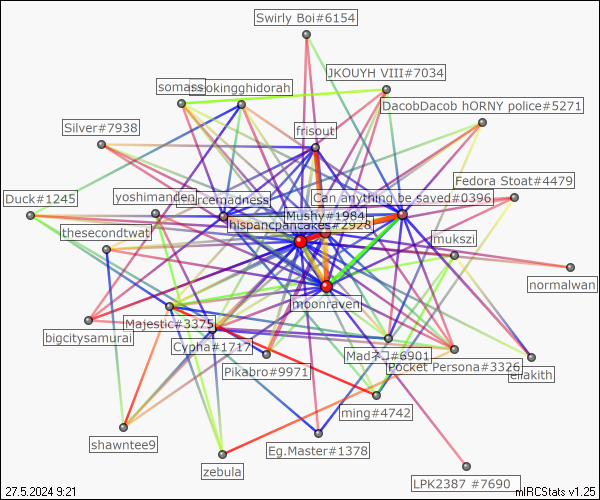 Swirly Boi#6154
JKOUYH VIII#7034
somass
okingghidorah
DacobDacob hORNY police#5271
Silver#7938
frisout
Fedora Stoat#4479
Duck#1245
yoshimanden
rcemadness
Can anything be saved#0396
Mushy#1984
hispancpancakes#2928
thesecondtwat
mukszi
normalwan
moonraven
Majestic#3375
bigcitysamurai
Cypha#1717
Madネコ#6901
Pocket Persona#3326
Pikabro#9971
eliakith
ming#4742
shawntee9
Eg.Master#1378
zebula
LPK2387 #7690
27.5.2024 9:21
mIRCStats v1.25